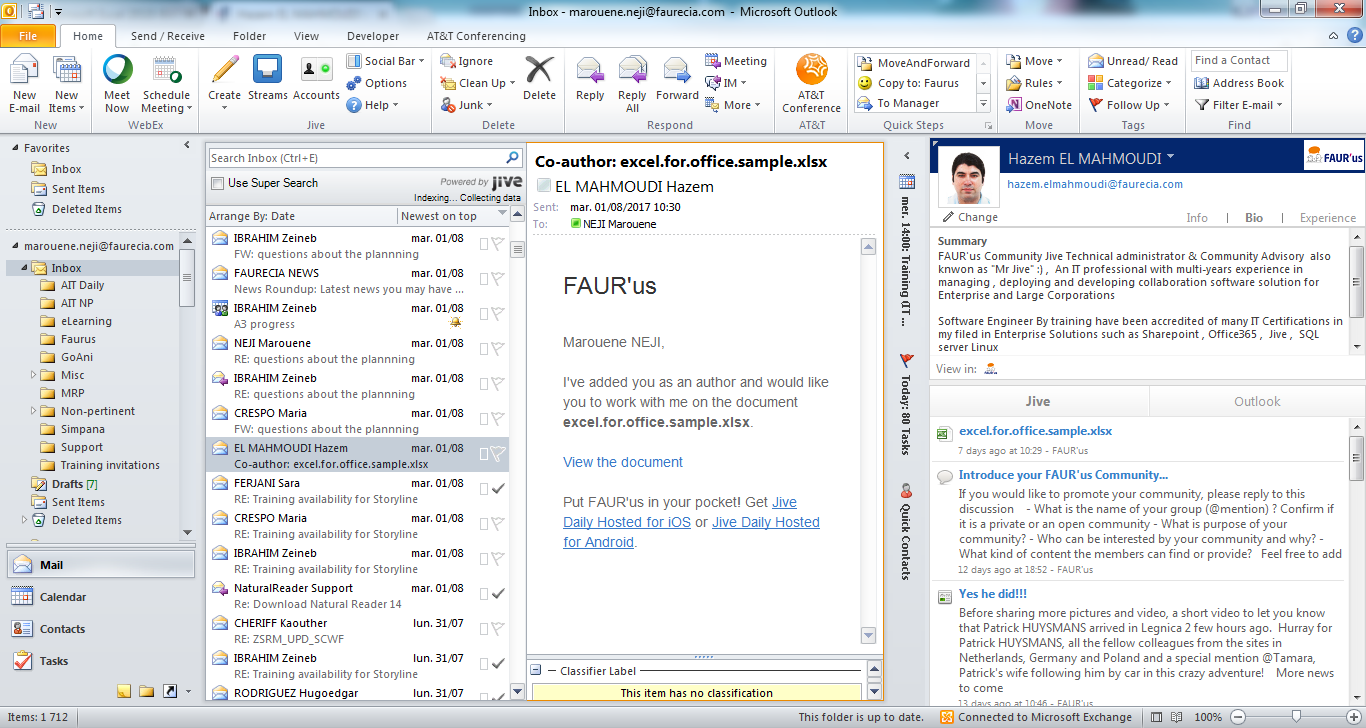 Inbox - marouene.neji@faurecia.com - Microsoft Outlook
File Home Send / Receive Folder View Developer AT&T Conferencing
New E-mail
New Items
New
Meet Now
Schedule Meeting
WebEx
Create
Streams
Accounts
Social Bar
Options
Help
Jive
Ignore
Clean Up
Junk
Delete
Delete
Reply
Reply All
Forward
Meeting
IM
More
Respond
AT&T Conference
AT&T
MoveAndForward
Copy to: Faurus
To Manager
Quick Steps
Move
Rules
OneNote
Move
Unread/ Read
Categorize
Follow Up
Tags
Find a Contact
Address Book
Filter E-mail
Find
Favorites
Inbox
Sent Items
Deleted Items
marouene.neji@faurecia.com
Inbox
AIT Daily
AIT NP
eLearning
Faurus
GoAni
Misc
MRP
Non-pertinent
Simpana
Support
Training invitations
Drafts [7]
Sent Items
Deleted Items
Mail
Calendar
Contacts
Tasks
Search Inbox (Ctrl+E)
Use Super Search
Powered by jive
Indexing... Collecting data
Arrange By: Date Newest on top
IBRAHIM Zeineb mar. 01/08
FW: questions about the plannning
FAURECIA NEWS mar. 01/08
News Roundup: Latest news you may have ...
IBRAHIM Zeineb mar. 01/08
A3 progress
NEJI Marouene mar. 01/08
RE: questions about the plannning
IBRAHIM Zeineb mar. 01/08
RE: questions about the plannning
CRESPO Maria mar. 01/08
FW: questions about the plannning
EL MAHMOUDI Hazem mar. 01/08
Co-author: excel.for.office.sample.xlsx
FERJANI Sara mar. 01/08
RE: Training availability for Storyline
CRESPO Maria mar. 01/08
RE: Training availability for Storyline
IBRAHIM Zeineb mar. 01/08
RE: Training availability for Storyline
NaturalReader Support mar. 01/08
Re: Download Natural Reader 14
CHERIFF Kaouther lun. 31/07
RE: ZSRM_UPD_SCWF
IBRAHIM Zeineb lun. 31/07
RE: Training availability for Storyline
RODRIGUEZ Hugoedgar lun. 31/07
Co-author: excel.for.office.sample.xlsx
EL MAHMOUDI Hazem
Sent: mar. 01/08/2017 10:30
To: NEJI Marouene
FAUR'us
Marouene NEJI,
I've added you as an author and would like
you to work with me on the document
excel.for.office.sample.xlsx.
View the document
Put FAUR'us in your pocket! Get Jive
Daily Hosted for iOS or Jive Daily Hosted
for Android.
Classifier Label
This item has no classification
mer. 14:00: Training (IT ...
Today: 80 Tasks
Quick Contacts
Hazem EL MAHMOUDI
FAUR'us
hazem.elmahmoudi@faurecia.com
Change
Info | Bio | Experience
Summary
FAUR'us Community Jive Technical administrator & Community Advisory also
knwon as "Mr Jive" :) , An IT professional with multi-years experience in
managing , deploying and developing collaboration software solution for
Enterprise and Large Corporations
Software Engineer By training have been accredited of many IT Certifications in
my filed in Enterprise Solutions such as Sharepoint , Office365 , Jive , SQL
server Linux
View in:
Jive Outlook
excel.for.office.sample.xlsx
7 days ago at 10:29 - FAUR'us
Introduce your FAUR'us Community...
If you would like to promote your community, please reply to this
discussion - What is the name of your group (@mention) ? Confirm if
it is a private or an open community - What is purpose of your
community? - Who can be interested by your community and why? -
What kind of content the members can find or provide? Feel free to add
12 days ago at 18:52 - FAUR'us
Yes he did!!!
Before sharing more pictures and video, a short video to let you know
that Patrick HUYSMANS arrived in Legnica 2 few hours ago. Hurray for
Patrick HUYSMANS, all the fellow colleagues from the sites in
Netherlands, Germany and Poland and a special mention @Tamara,
Patrick's wife following him by car in this crazy adventure! More news
to come
13 days ago at 10:46 - FAUR'us
Items: 1 712
This folder is up to date. Connected to Microsoft Exchange 100%